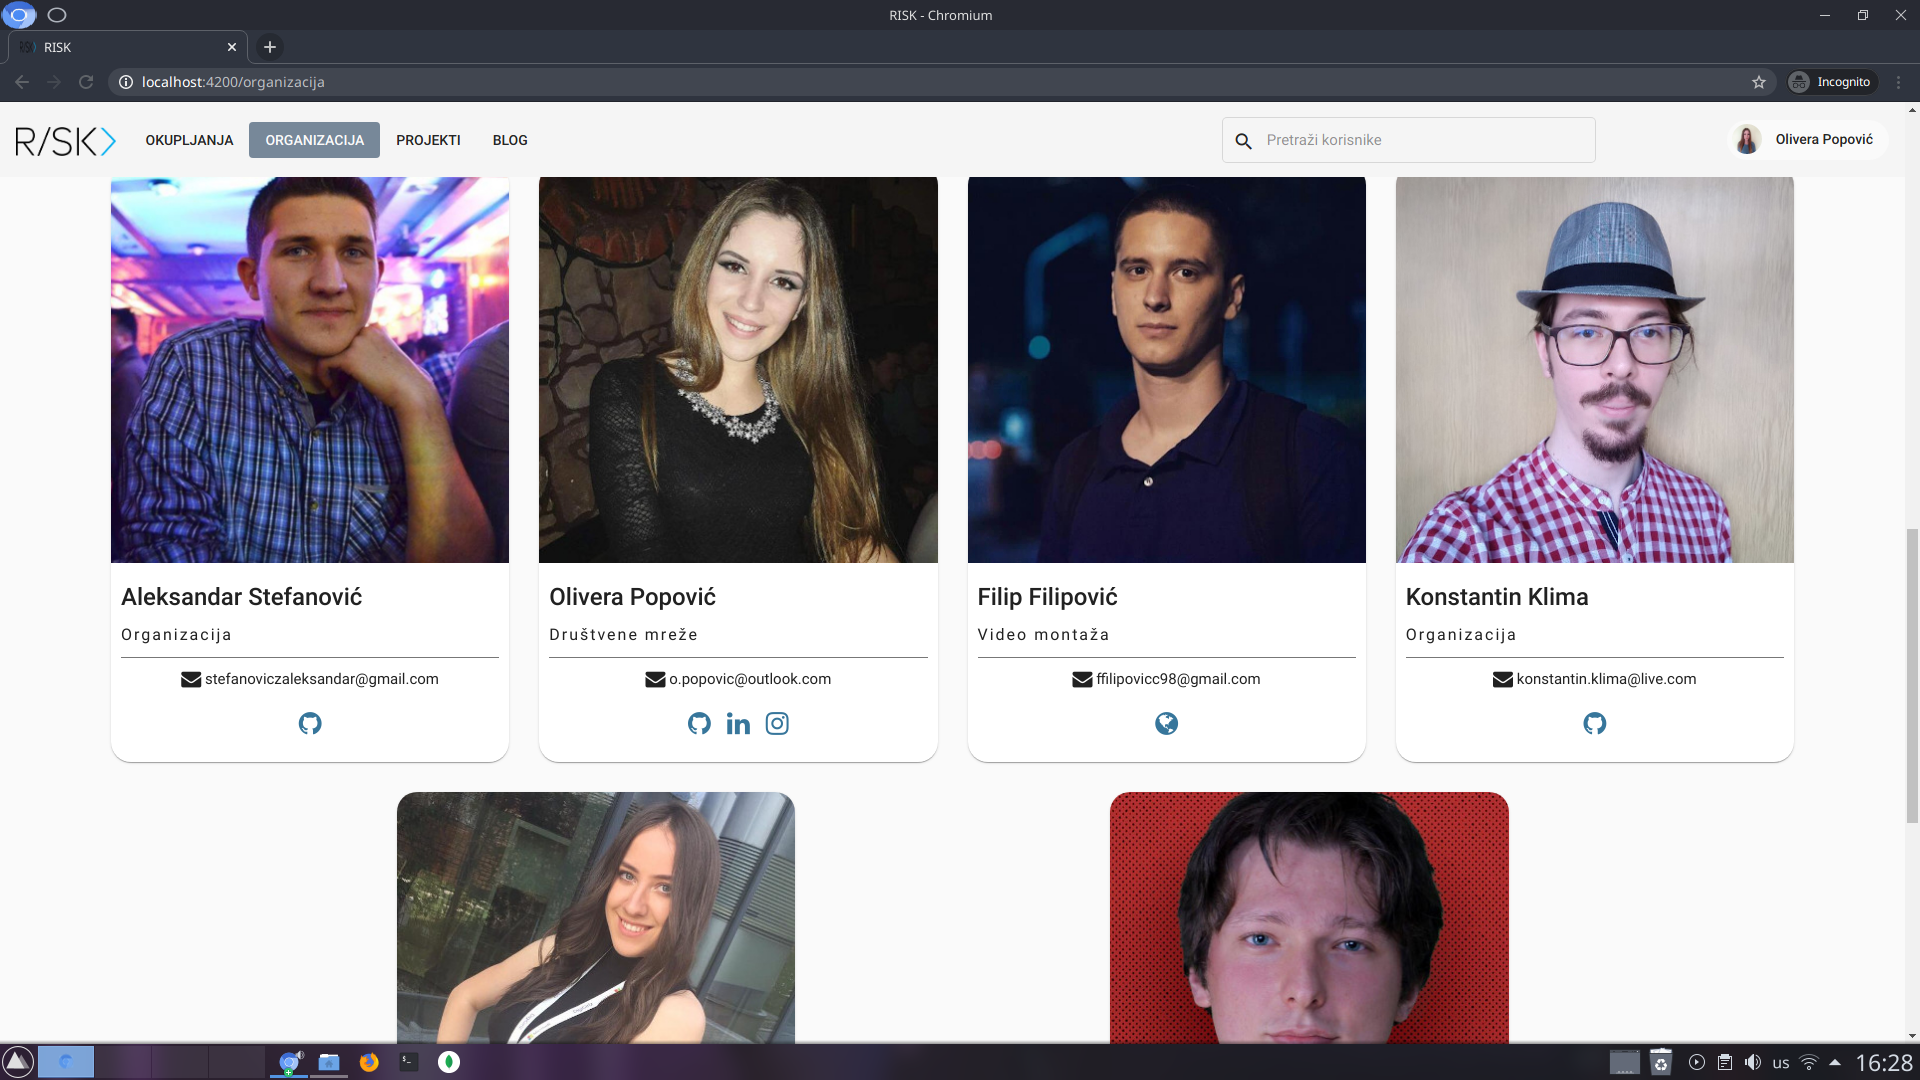 RISK - Chromium
RISK
localhost:4200/organizacija
Incognito
R/SK
OKUPLJANJA
ORGANIZACIJA
PROJEKTI
BLOG
Pretraži korisnike
Olivera Popović
Aleksandar Stefanović
Organizacija
stefanoviczaleksandar@gmail.com
Olivera Popović
Društvene mreže
o.popovic@outlook.com
Filip Filipović
Video montaža
ffilipovicc98@gmail.com
Konstantin Klima
Organizacija
konstantin.klima@live.com
us
16:28